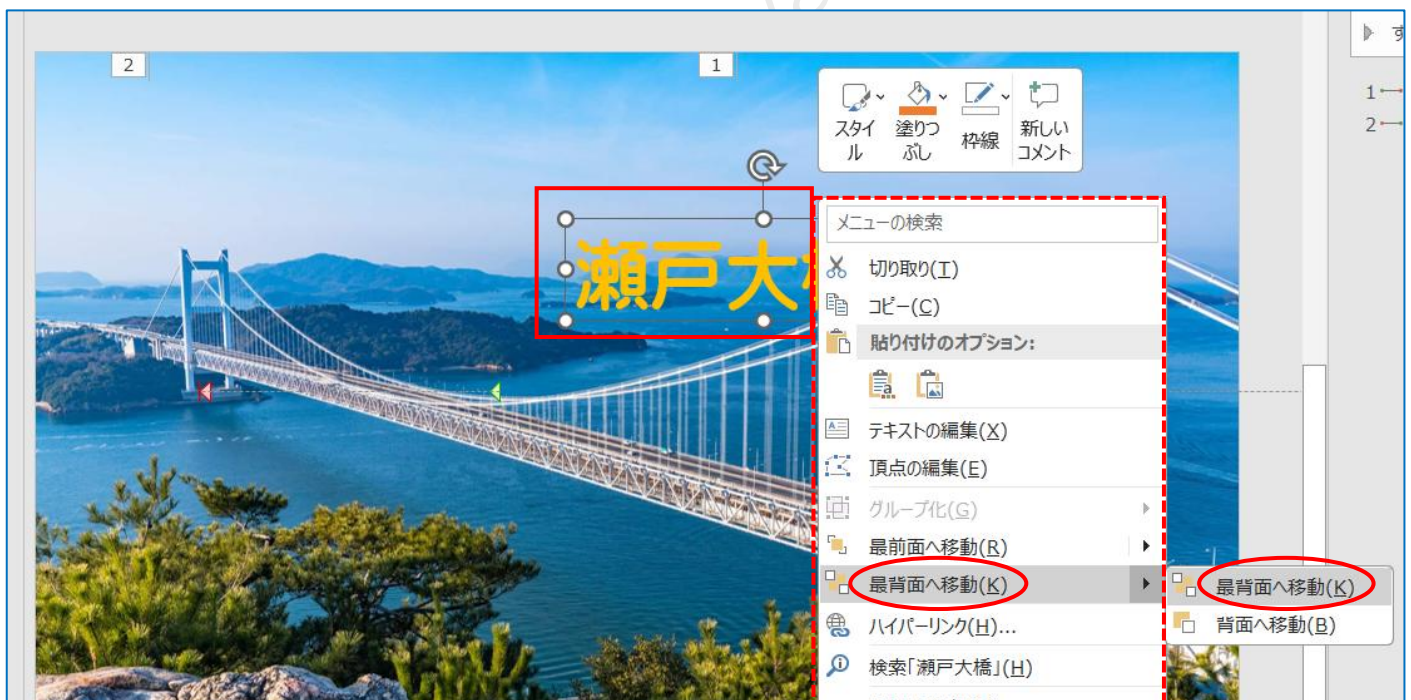 2
1
す
1
2
スタイ
ル
塗りつ
ぶし
枠線
新しい
コメント
メニューの検索
瀬戸大
切り取り(T)
コピー(C)
貼り付けのオプション:
テキストの編集(X)
頂点の編集(E)
グループ化(G)
最前面へ移動(R)
最背面へ移動(K)
最背面へ移動(K)
背面へ移動(B)
ハイパーリンク(H)...
検索「瀬戸大橋」(H)